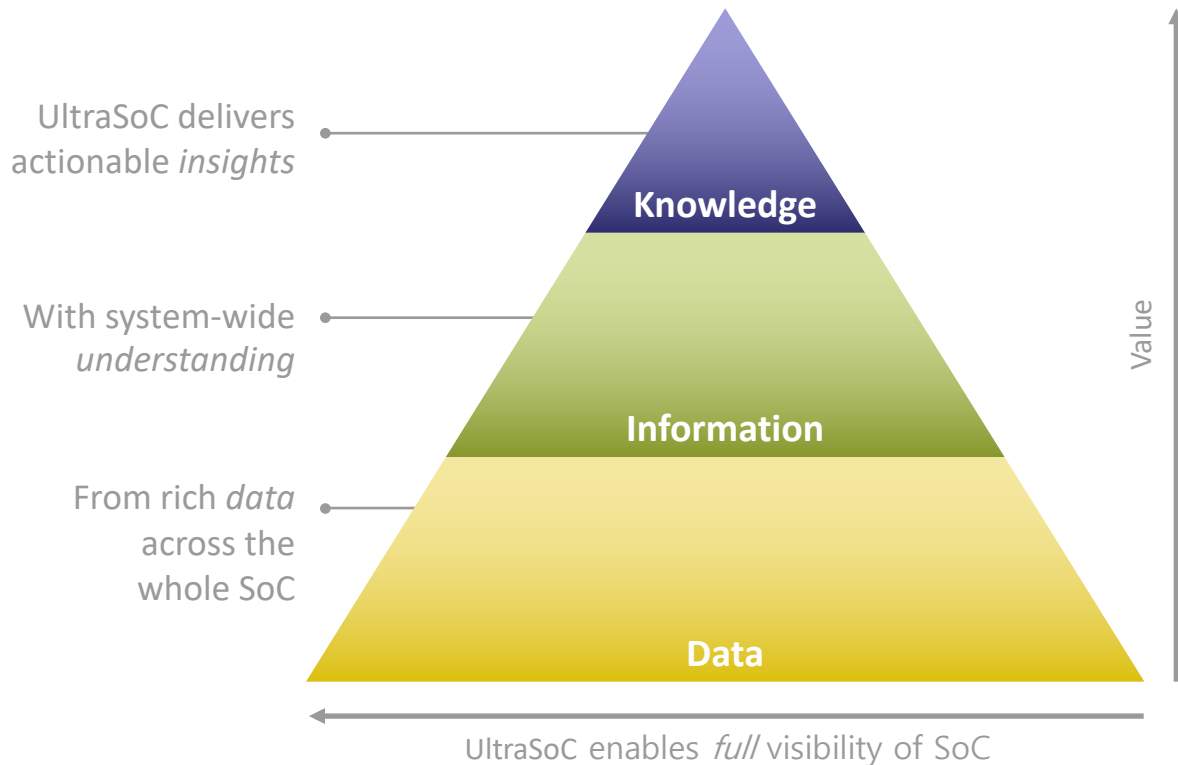 UltraSoC delivers
actionable insights
Knowledge
With system-wide
understanding
Value
Information
From rich data
across the
whole SoC
Data
UltraSoC enables full visibility of SoC